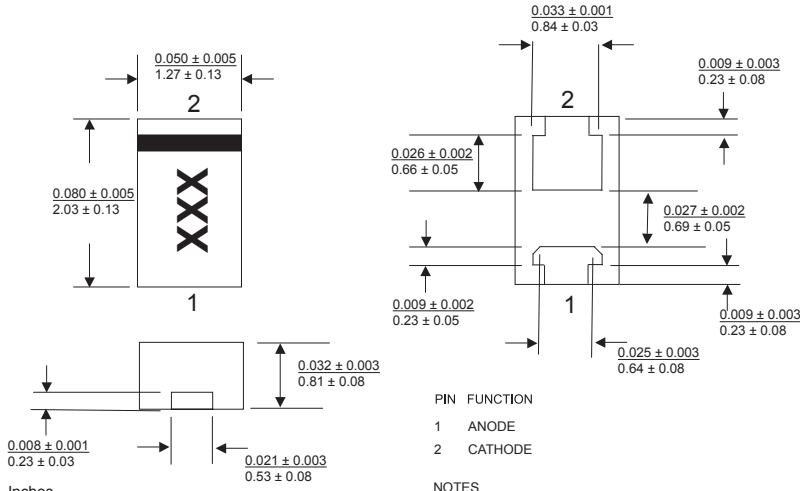 0.050 ± 0.005
1.27 ± 0.13
2
0.080 ± 0.005
2.03 ± 0.13
XXX
1
0.032 ± 0.003
0.81 ± 0.08
0.008 ± 0.001
0.23 ± 0.03
0.021 ± 0.003
0.53 ± 0.08
Inches
0.033 ± 0.001
0.84 ± 0.03
0.009 ± 0.003
0.23 ± 0.08
2
0.026 ± 0.002
0.66 ± 0.05
0.027 ± 0.002
0.69 ± 0.05
0.009 ± 0.002
0.23 ± 0.05
1
0.009 ± 0.003
0.23 ± 0.08
0.025 ± 0.003
0.64 ± 0.08
PIN FUNCTION
1 ANODE
2 CATHODE
NOTES